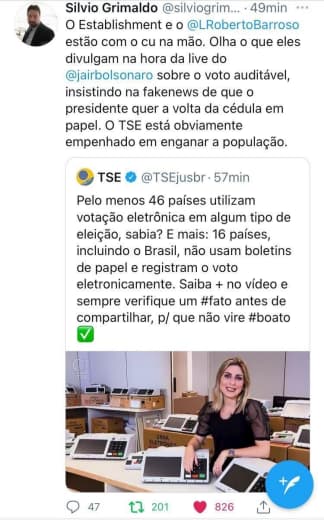 Silvio Grimaldo @silviogrim... · 49min
O Establishment e o @LRobertoBarroso
estão com o cu na mão. Olha o que eles
divulgam na hora da live do
@jairbolsonaro sobre o voto auditável,
insistindo na fakenews de que o
presidente quer a volta da cédula em
papel. O TSE está obviamente
empenhado em enganar a população.
TSE @TSEjusbr · 57min
Pelo menos 46 países utilizam
votação eletrônica em algum tipo de
eleição, sabia? E mais: 16 países,
incluindo o Brasil, não usam boletins
de papel e registram o voto
eletronicamente. Saiba + no vídeo e
sempre verifique um #fato antes de
compartilhar, p/ que não vire #boato
✅
47 201 826